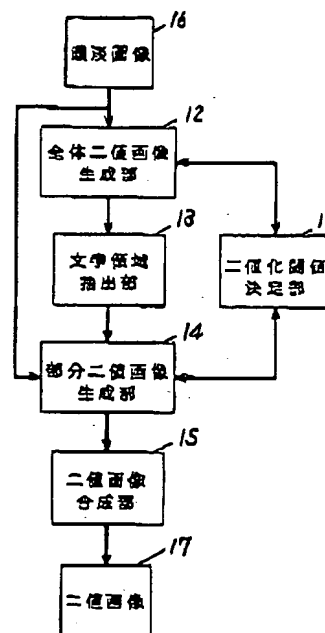 16
濃淡画像
12
全体二値画像
生成部
13
文字領域
抽出部
1
二値化閾値
決定部
14
部分二値画像
生成部
15
二値画像
合成部
17
二値画像